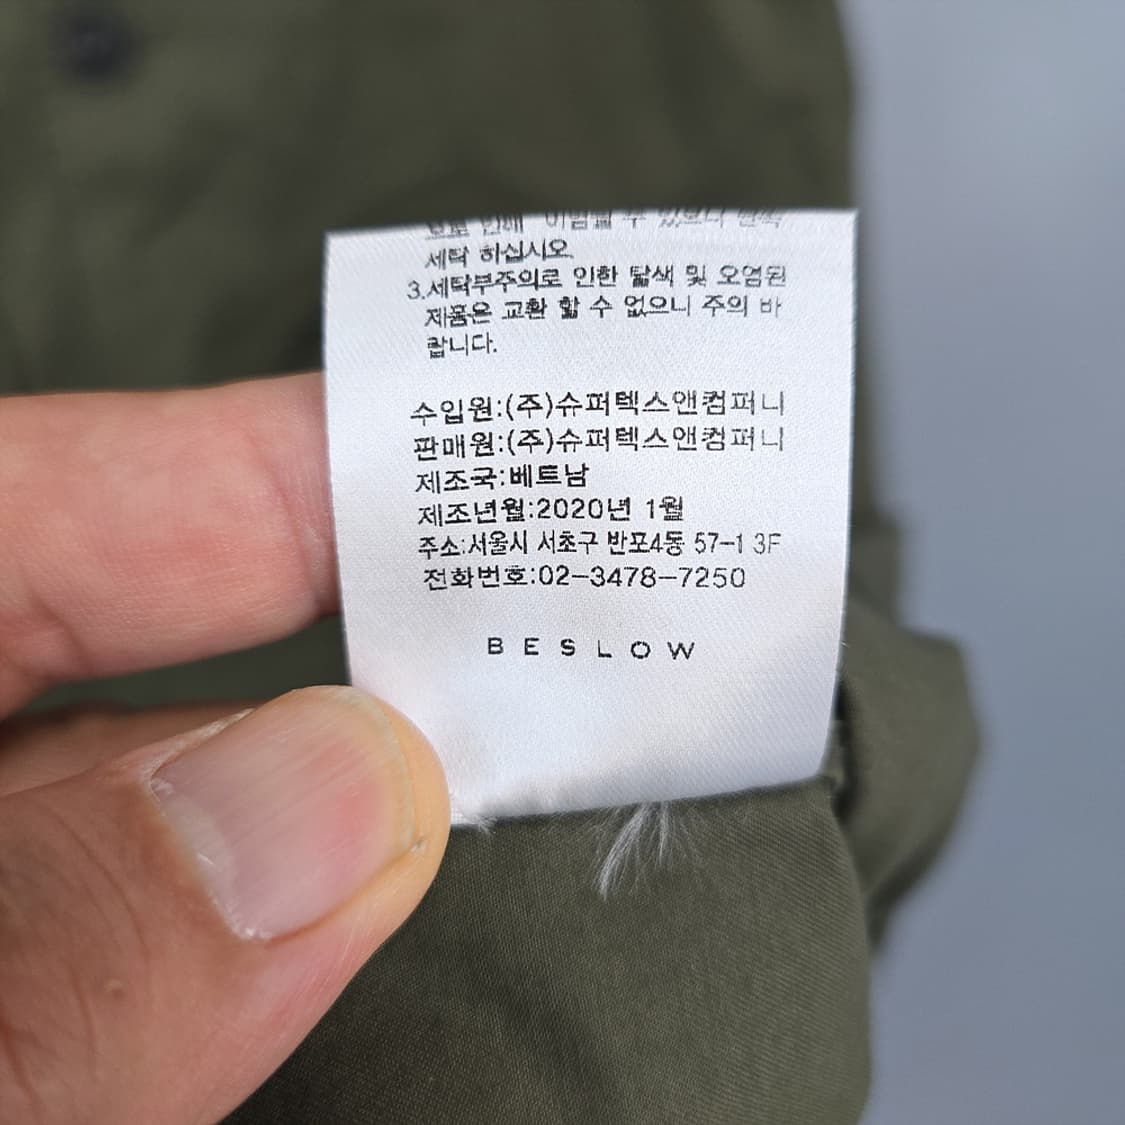 수 있으니
세탁 하십시오.
3.세탁부주의로 인한 탈색 및 오염된
제품은 교환 할 수 없으니 주의 바
랍니다.
수입원:(주)슈퍼텍스앤컴퍼니
판매원:(주)슈퍼텍스앤컴퍼니
제조국:베트남
제조년월:2020년 1월
주소:서울시 서초구 반포4동 57-1 3F
전화번호:02-3478-7250
BESLOW